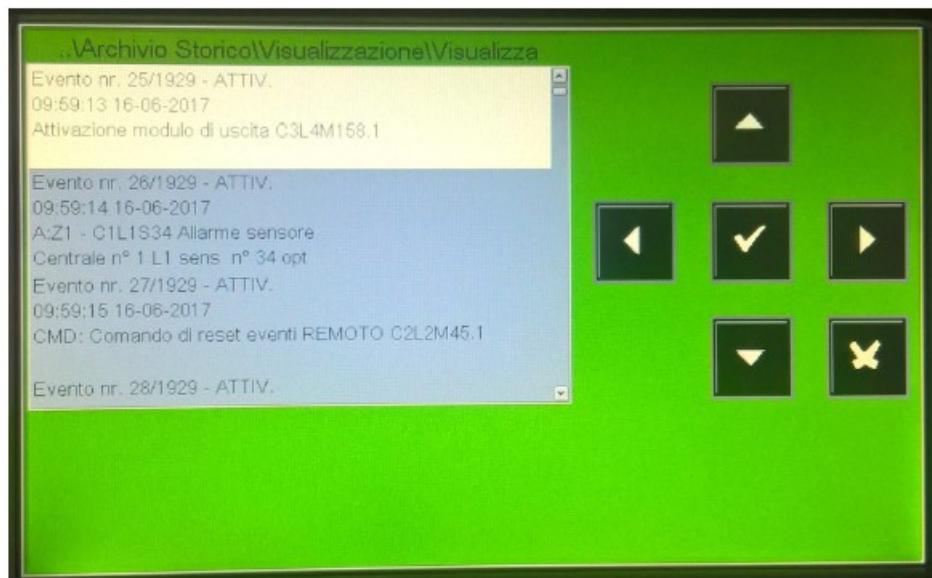 ..\Archivio Storico\Visualizzazione\Visualizza
Evento nr. 25/1929 - ATTIV.
09:59:13 16-06-2017
Attivazione modulo di uscita C3L4M158.1
Evento nr. 26/1929 - ATTIV.
09:59:14 16-06-2017
A:Z1 - C1L1S34 Allarme sensore
Centrale n° 1 L1 sens n° 34 opt
Evento nr. 27/1929 - ATTIV.
09:59:15 16-06-2017
CMD: Comando di reset eventi REMOTO C2L2M45.1
Evento nr. 28/1929 - ATTIV.